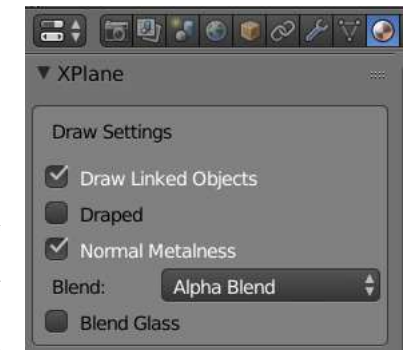 XPlane
Draw Settings
Draw Linked Objects
Draped
Normal Metalness
Blend: Alpha Blend
Blend Glass